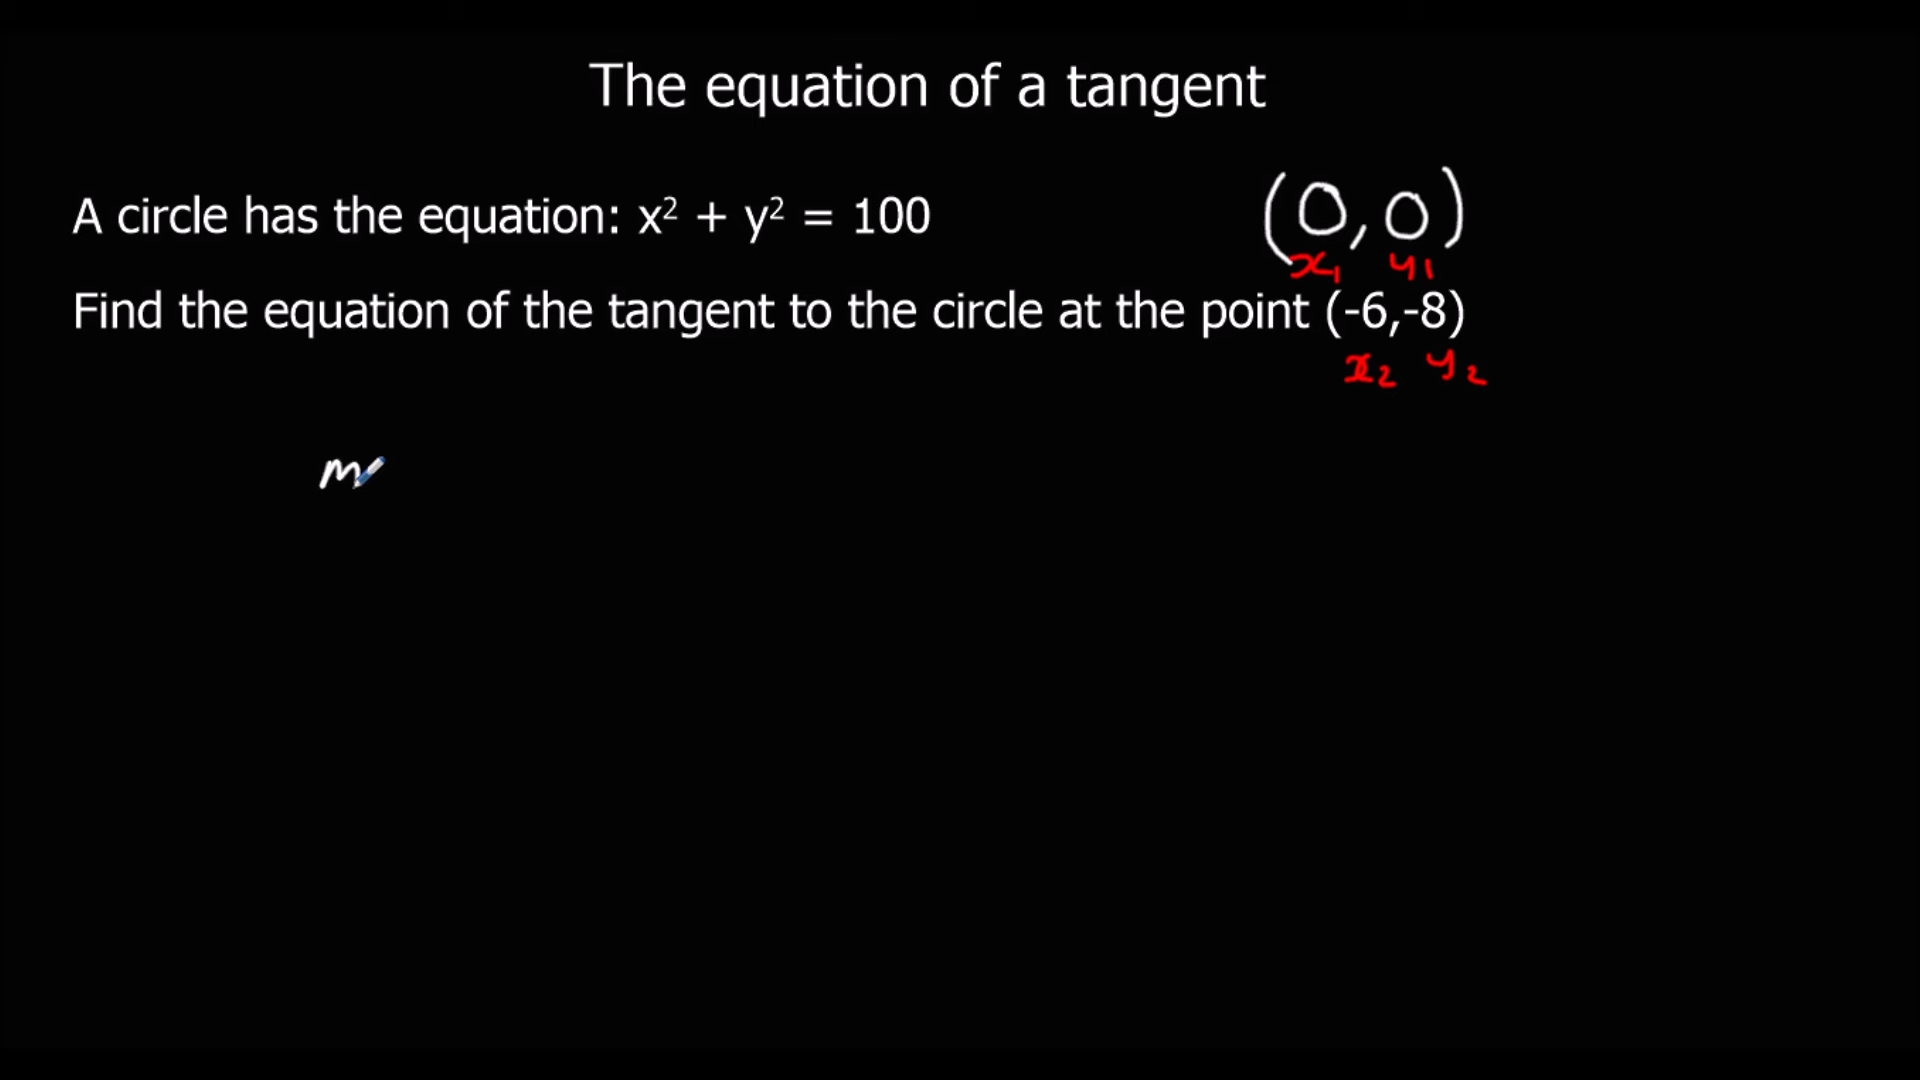 The equation of a tangent
A circle has the equation: x² + y² = 100
(0,0)
x₁ y₁
Find the equation of the tangent to the circle at the point (-6,-8)
x₂ y₂
m